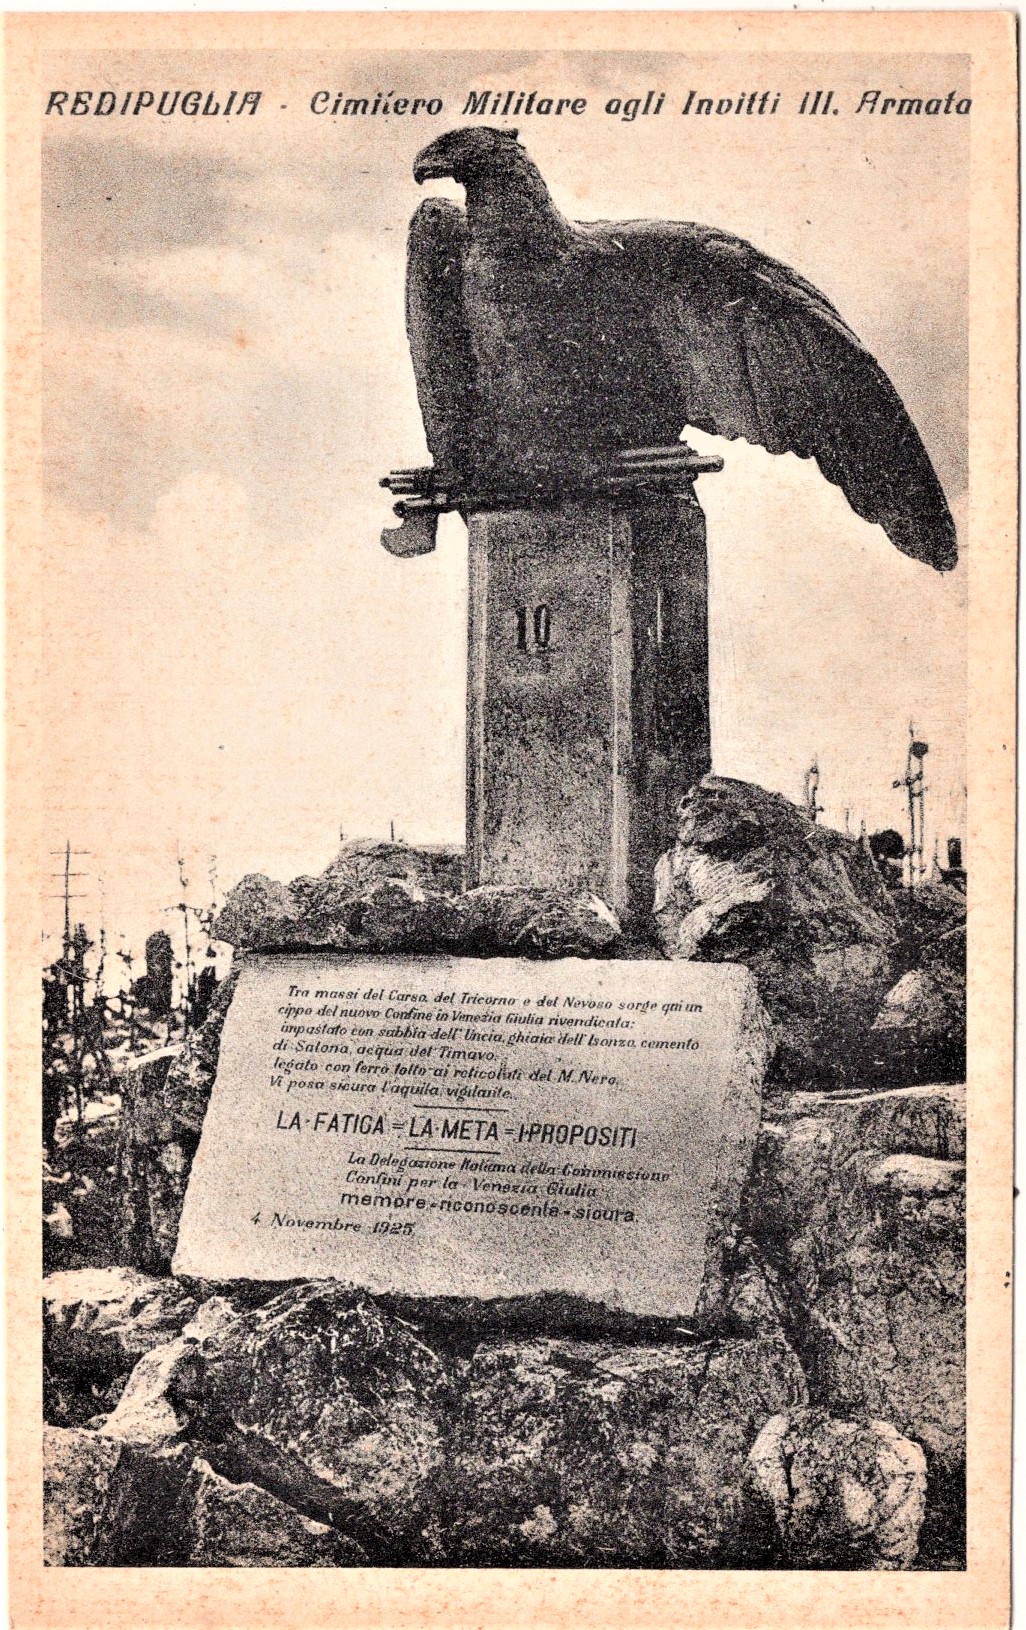 REDIPUGLIA - Cimitero Militare agli Invitti III. Armata
10
Tra massi del Carso, del Tricorno e del Nevoso sorge qui un
cippo del nuovo Confine in Venezia Giulia rivendicata;
impastato con sabbia dell' Uncia, ghiaia dell' Isonzo, cemento
di Salona, acqua del Timavo,
legato con ferro tolto ai reticolati del M. Nero.
Vi posa sicura l'aquila vigilante.
LA FATICA = LA META = I PROPOSITI
La Delegazione Italiana della Commissione
Confini per la Venezia Giulia
memore - riconoscente - sicura.
4 Novembre 1925.